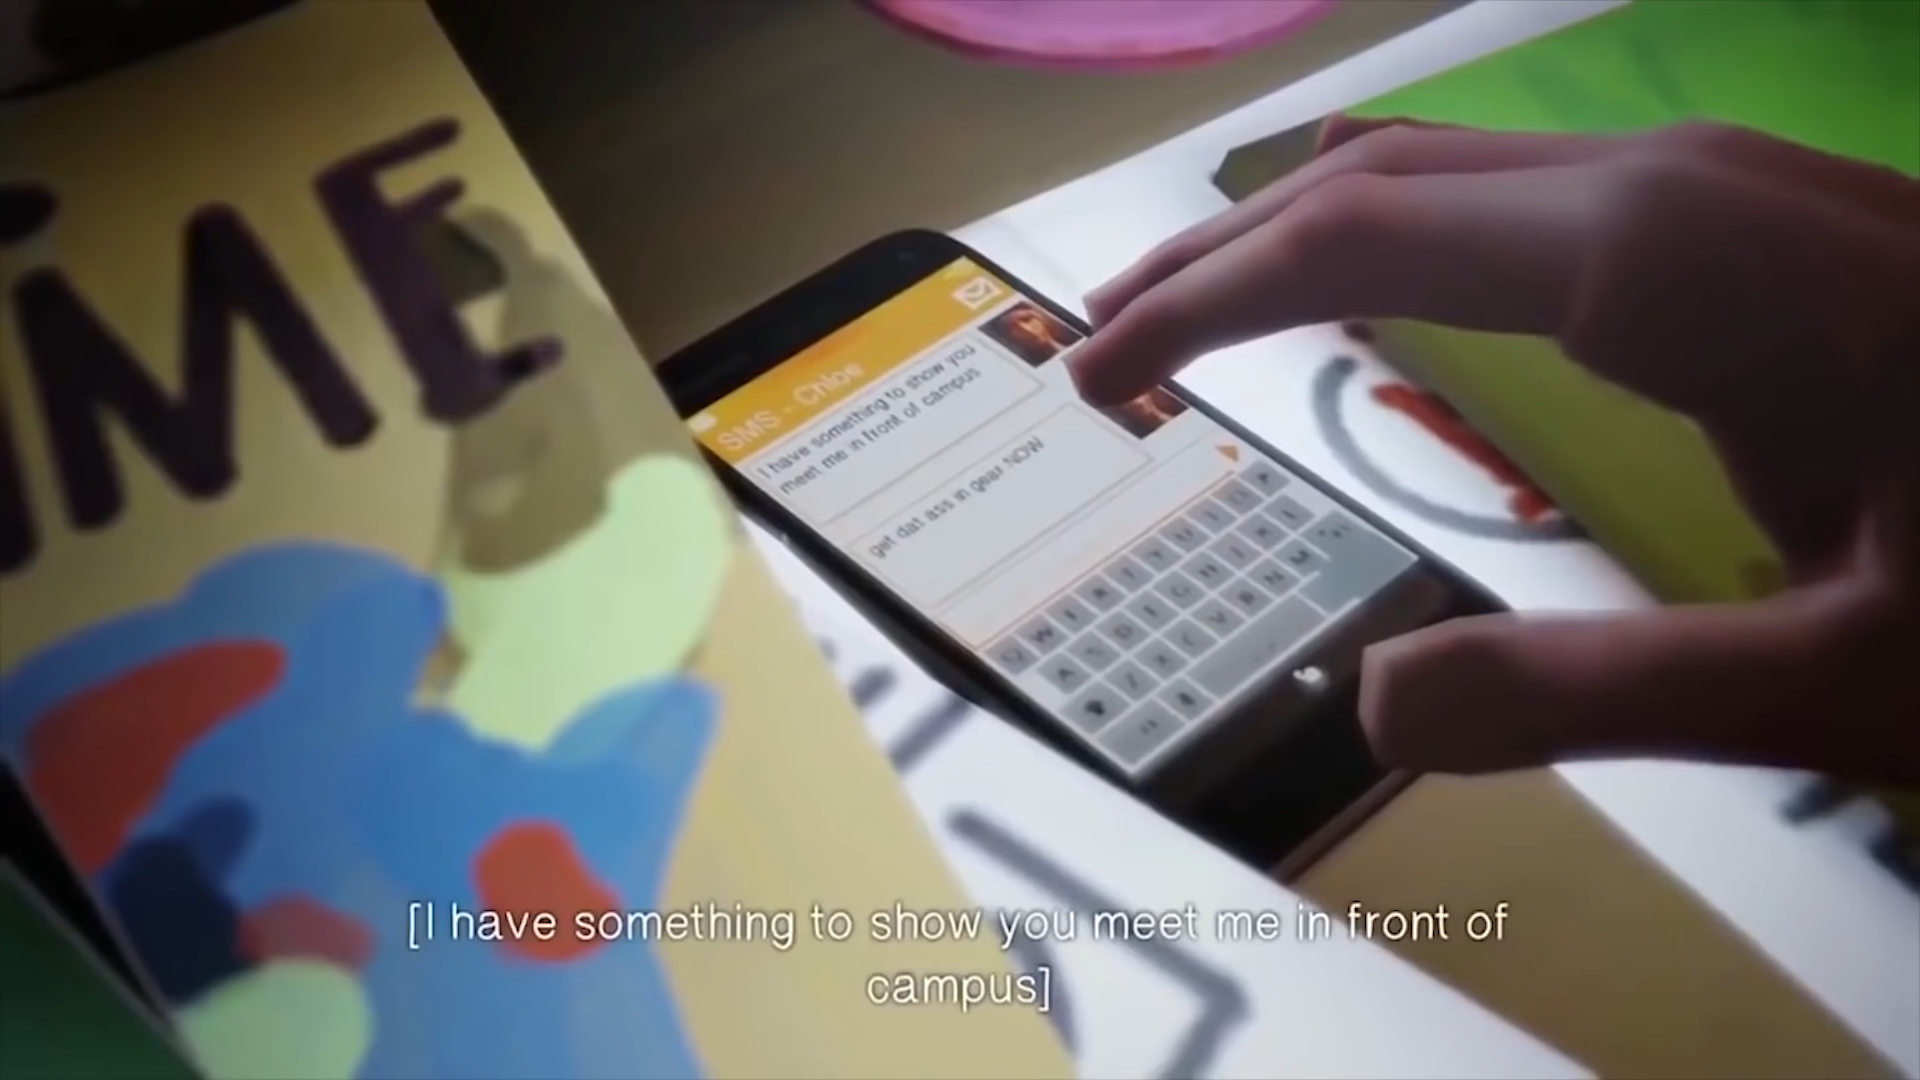 IME
SMS - Chloe
I have something to show you
meet me in front of campus
get dat ass in gear NOW
[I have something to show you meet me in front of
campus]